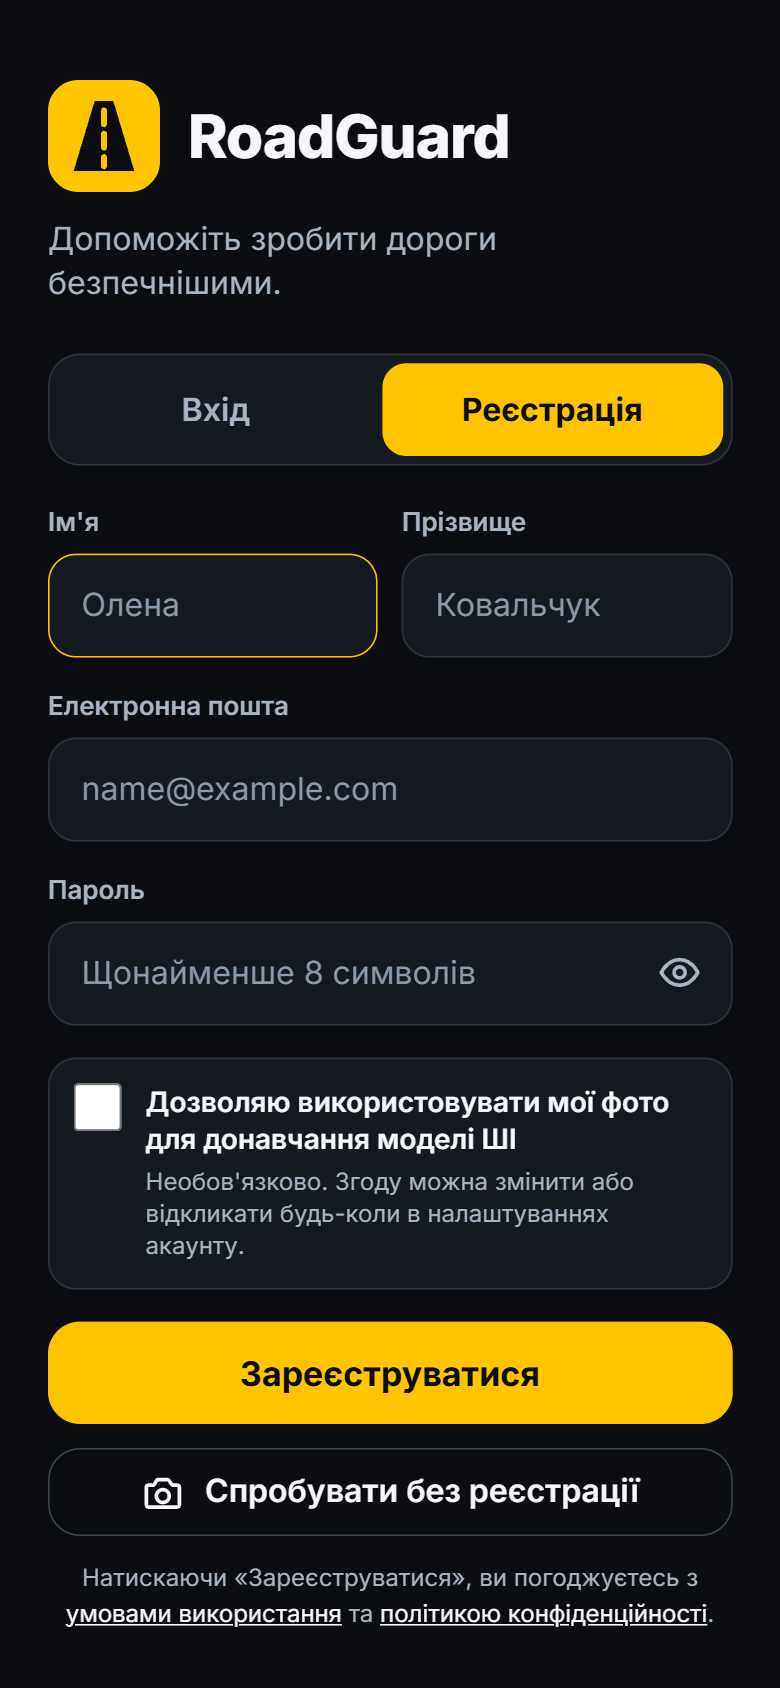 RoadGuard
Допоможіть зробити дороги
безпечнішими.
Вхід
Реєстрація
Ім'я
Прізвище
Олена
Ковальчук
Електронна пошта
name@example.com
Пароль
Щонайменше 8 символів
Дозволяю використовувати мої фото
для донавчання моделі ШІ
Необов'язково. Згоду можна змінити або
відкликати будь-коли в налаштуваннях
акаунту.
Зареєструватися
Спробувати без реєстрації
Натискаючи «Зареєструватися», ви погоджуєтесь з
умовами використання та політикою конфіденційності.